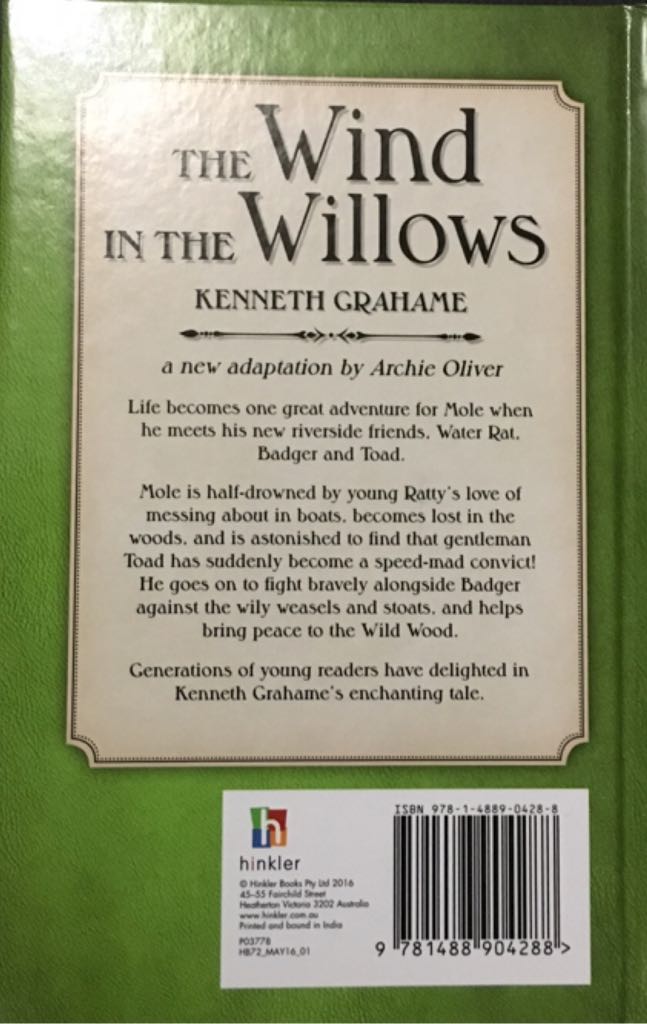 THE Wind
IN THE Willows
KENNETH GRAHAME
a new adaptation by Archie Oliver
Life becomes one great adventure for Mole when
he meets his new riverside friends, Water Rat,
Badger and Toad.
Mole is half-drowned by young Ratty's love of
messing about in boats, becomes lost in the
woods, and is astonished to find that gentleman
Toad has suddenly become a speed-mad convict!
He goes on to fight bravely alongside Badger
against the wily weasels and stoats, and helps
bring peace to the Wild Wood.
Generations of young readers have delighted in
Kenneth Grahame's enchanting tale.
h
hinkler
© Hinkler Books Pty Ltd 2016
45-55 Fairchild Street
Heatherton Victoria 3202 Australia
www.hinkler.com.au
Printed and bound in India
P03778
HB72_MAY16_01
ISBN 978-1-4889-0428-8
9 781488 904288 >